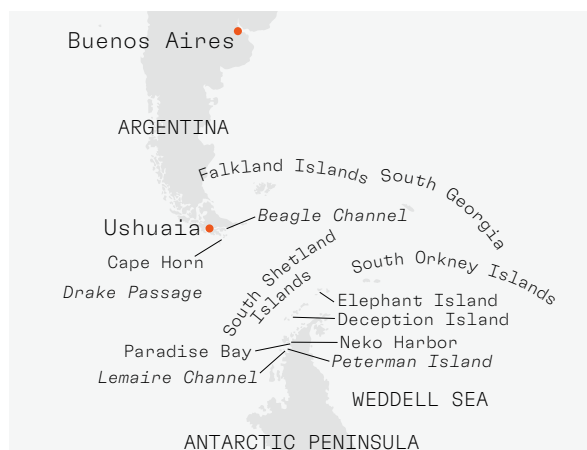 Buenos Aires
ARGENTINA
Falkland Islands South Georgia
Beagle Channel
Ushuaia
Cape Horn
South Shetland
Islands
South Orkney Islands
Drake Passage
Elephant Island
Deception Island
Neko Harbor
Paradise Bay
Peterman Island
Lemaire Channel
WEDDELL SEA
ANTARCTIC PENINSULA